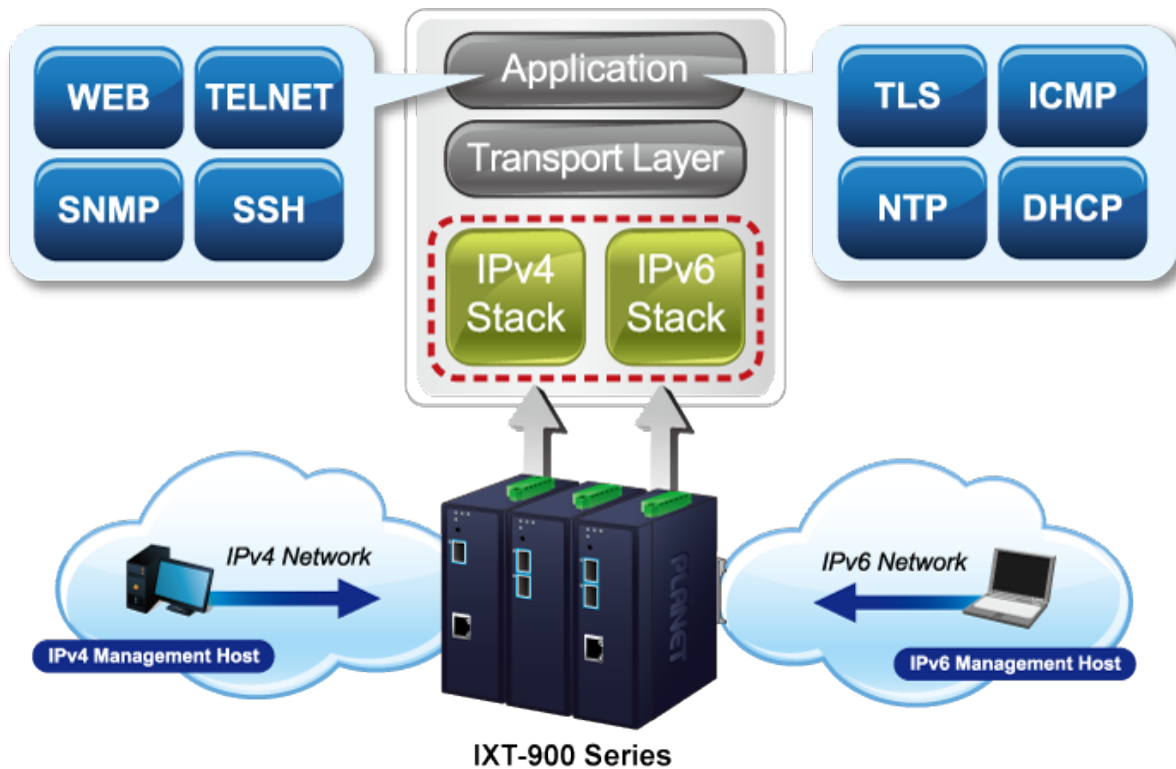 WEB
TELNET
SNMP
SSH
Application
Transport Layer
IPv4
Stack
IPv6
Stack
TLS
ICMP
NTP
DHCP
IPv4 Network
IPv4 Management Host
PLANET
IPv6 Network
IPv6 Management Host
IXT-900 Series